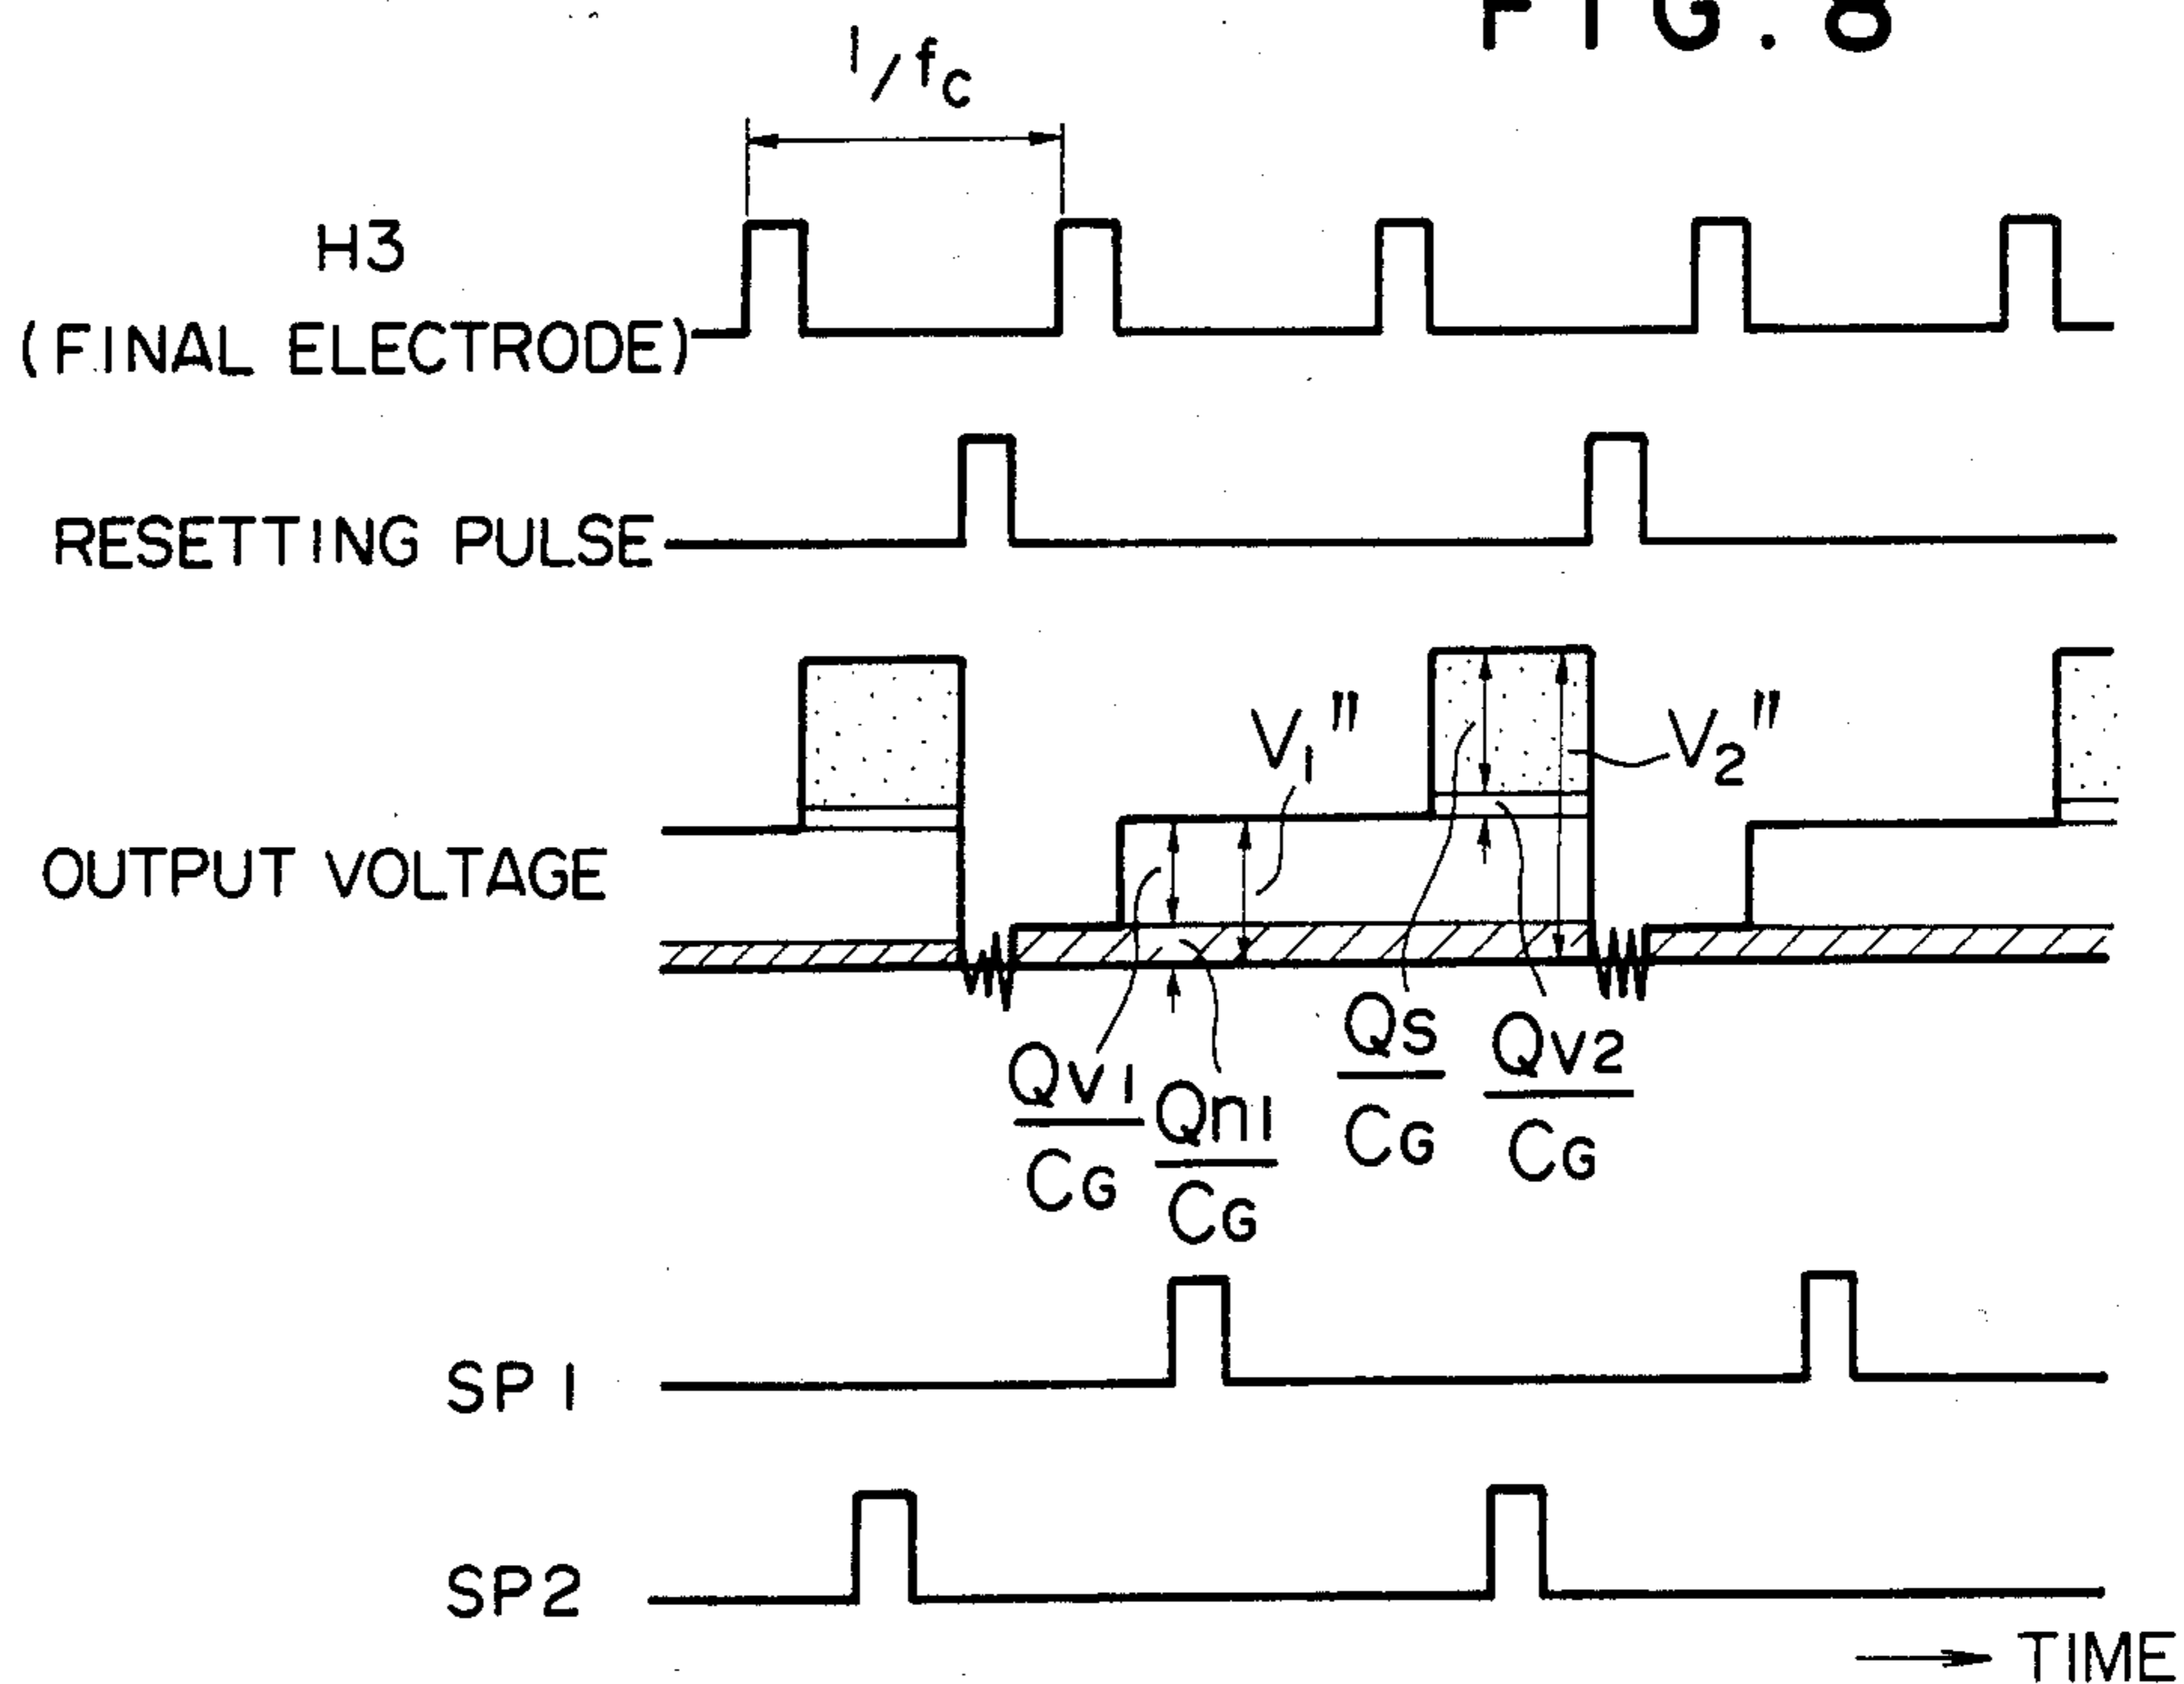 FIG. 8
1/fC
H3
(FINAL ELECTRODE)
RESETTING PULSE
OUTPUT VOLTAGE
V1"
V2"
QV1
CG
Qn1
CG
QS
CG
QV2
CG
SP1
SP2
TIME